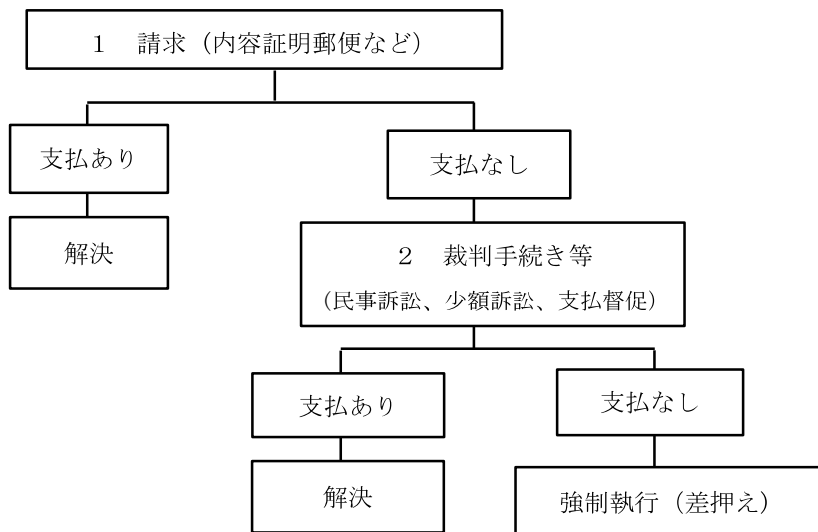 1 請求（内容証明郵便など）
支払あり
支払なし
解決
2 裁判手続き等
（民事訴訟、少額訴訟、支払督促）
支払あり
支払なし
解決
強制執行（差押え）